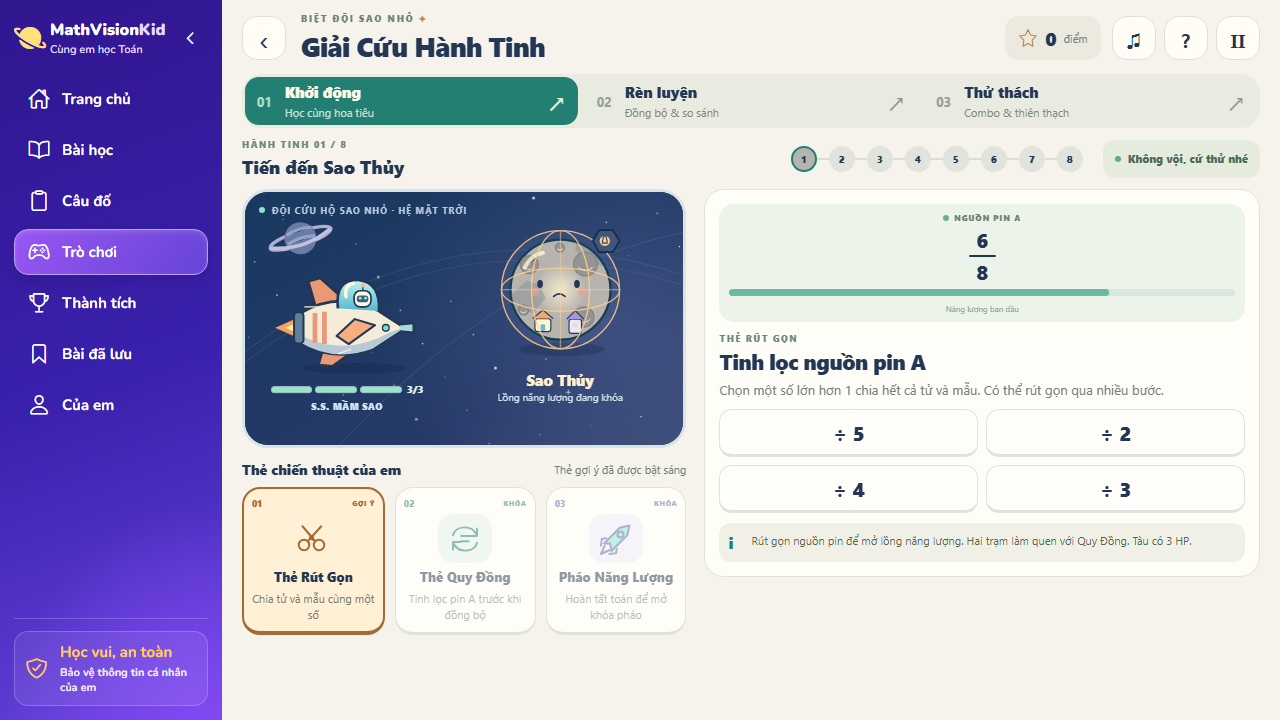 MathVisionKid
Cùng em học Toán
Trang chủ
Bài học
Câu đố
Trò chơi
Thành tích
Bài đã lưu
Của em
Học vui, an toàn
Bảo vệ thông tin cá nhân
của em
BIỆT ĐỘI SAO NHỎ
Giải Cứu Hành Tinh
0 điểm
?
II
01 Khởi động
Học cùng hoa tiêu
02 Rèn luyện
Đồng bộ & so sánh
03 Thử thách
Combo & thiên thạch
HÀNH TINH 01 / 8
Tiến đến Sao Thủy
1 2 3 4 5 6 7 8
Không vội, cứ thử nhé
ĐỘI CỨU HỘ SAO NHỎ · HỆ MẶT TRỜI
3/3
S.S. MẦM SAO
Sao Thủy
Lồng năng lượng đang khóa
Thẻ chiến thuật của em
Thẻ gợi ý đã được bật sáng
01 GỢI Ý
Thẻ Rút Gọn
Chia tử và mẫu cùng một
số
02 KHÓA
Thẻ Quy Đồng
Tinh lọc pin A trước khi
đồng bộ
03 KHÓA
Pháo Năng Lượng
Hoàn tất toán để mở
khóa pháo
NGUỒN PIN A
6
8
Năng lượng ban đầu
THẺ RÚT GỌN
Tinh lọc nguồn pin A
Chọn một số lớn hơn 1 chia hết cả tử và mẫu. Có thể rút gọn qua nhiều bước.
÷ 5
÷ 2
÷ 4
÷ 3
Rút gọn nguồn pin để mở lồng năng lượng. Hai trạm làm quen với Quy Đồng. Tàu có 3 HP.